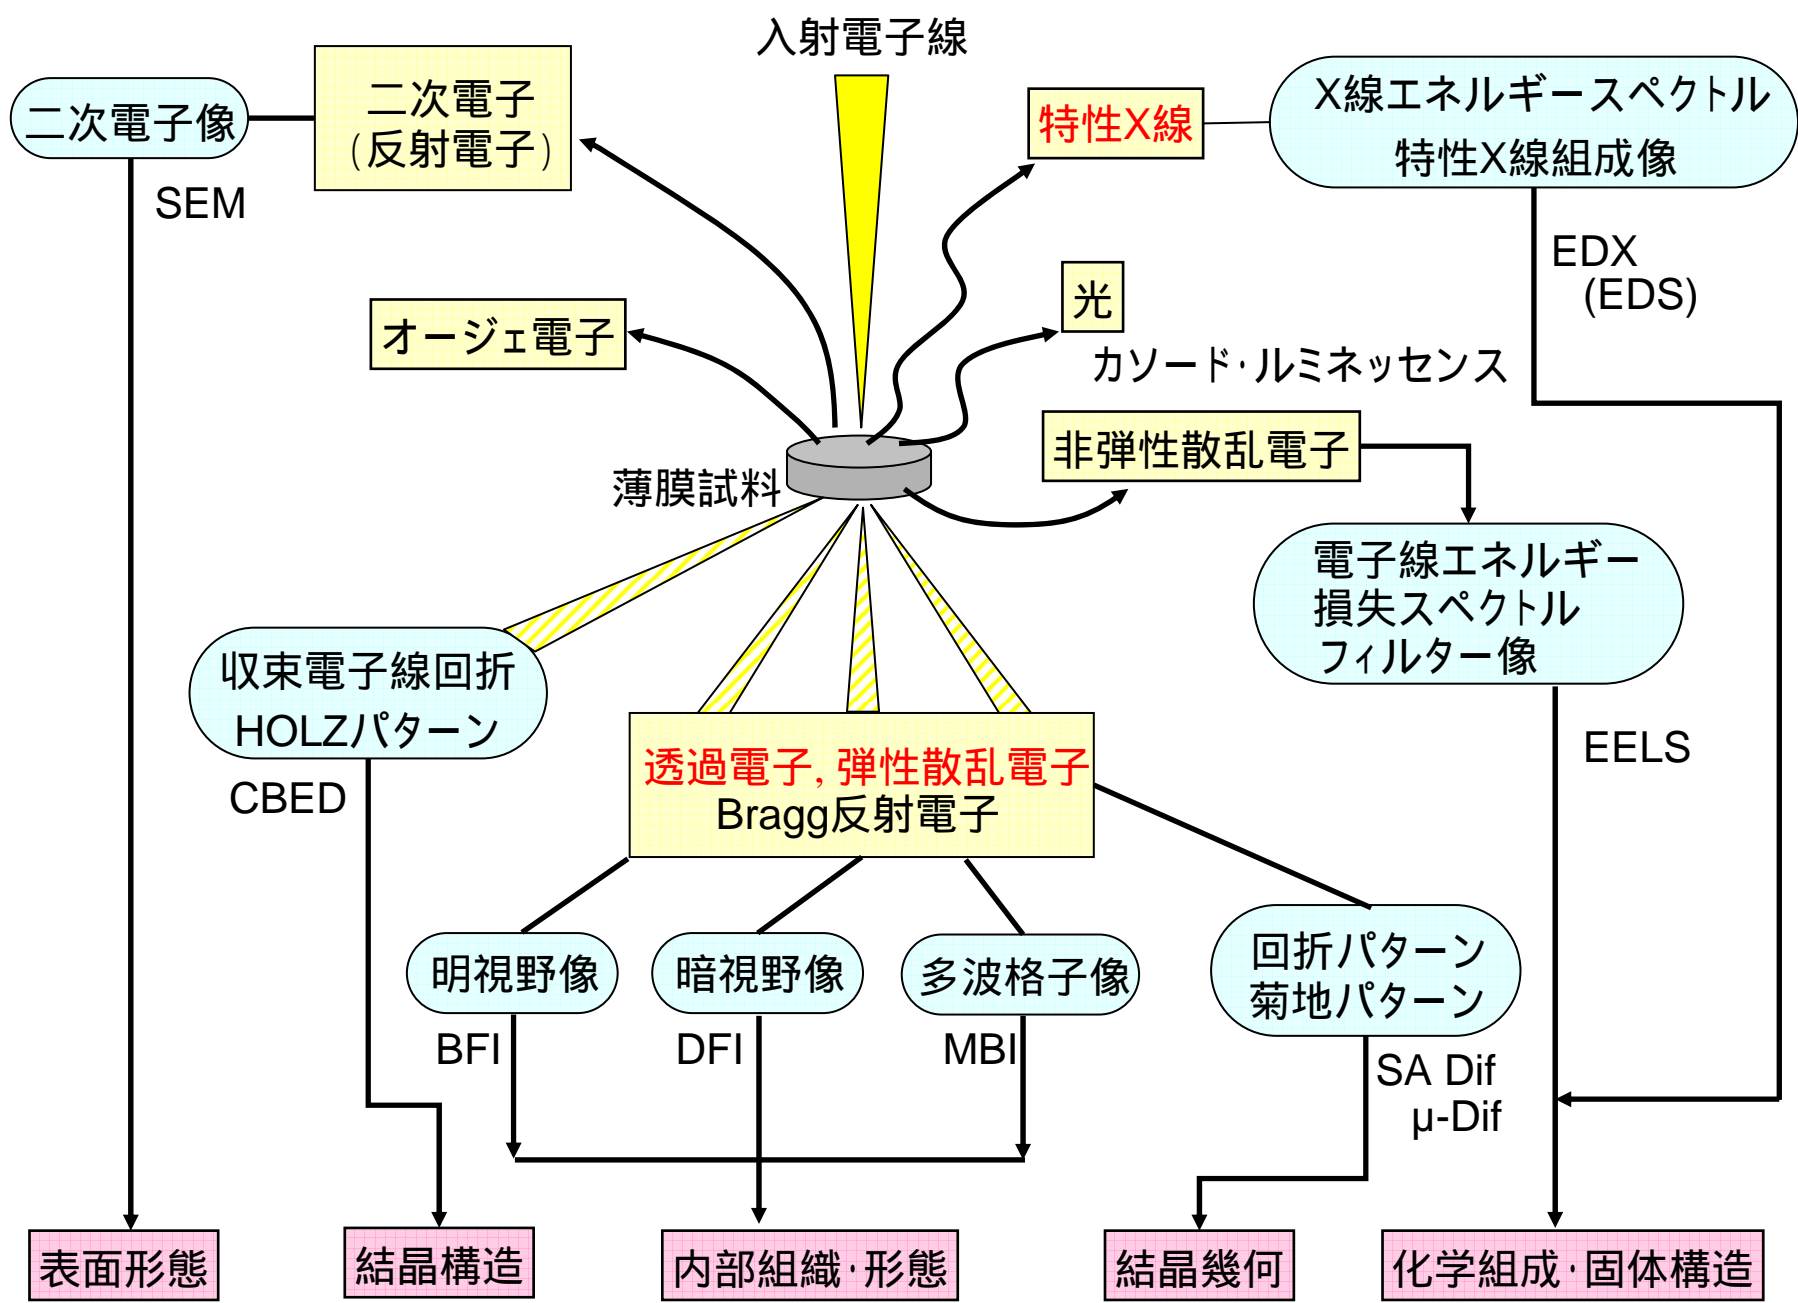 入射電子線
二次電子像
二次電子
(反射電子)
SEM
特性X線
X線エネルギースペクトル
特性X線組成像
EDX
(EDS)
オージェ電子
光
カソード・ルミネッセンス
薄膜試料
非弾性散乱電子
電子線エネルギー
損失スペクトル
フィルター像
EELS
収束電子線回折
HOLZパターン
CBED
透過電子, 弾性散乱電子
Bragg反射電子
明視野像
BFI
暗視野像
DFI
多波格子像
MBI
回折パターン
菊地パターン
SA Dif
µ-Dif
表面形態
結晶構造
内部組織・形態
結晶幾何
化学組成・固体構造